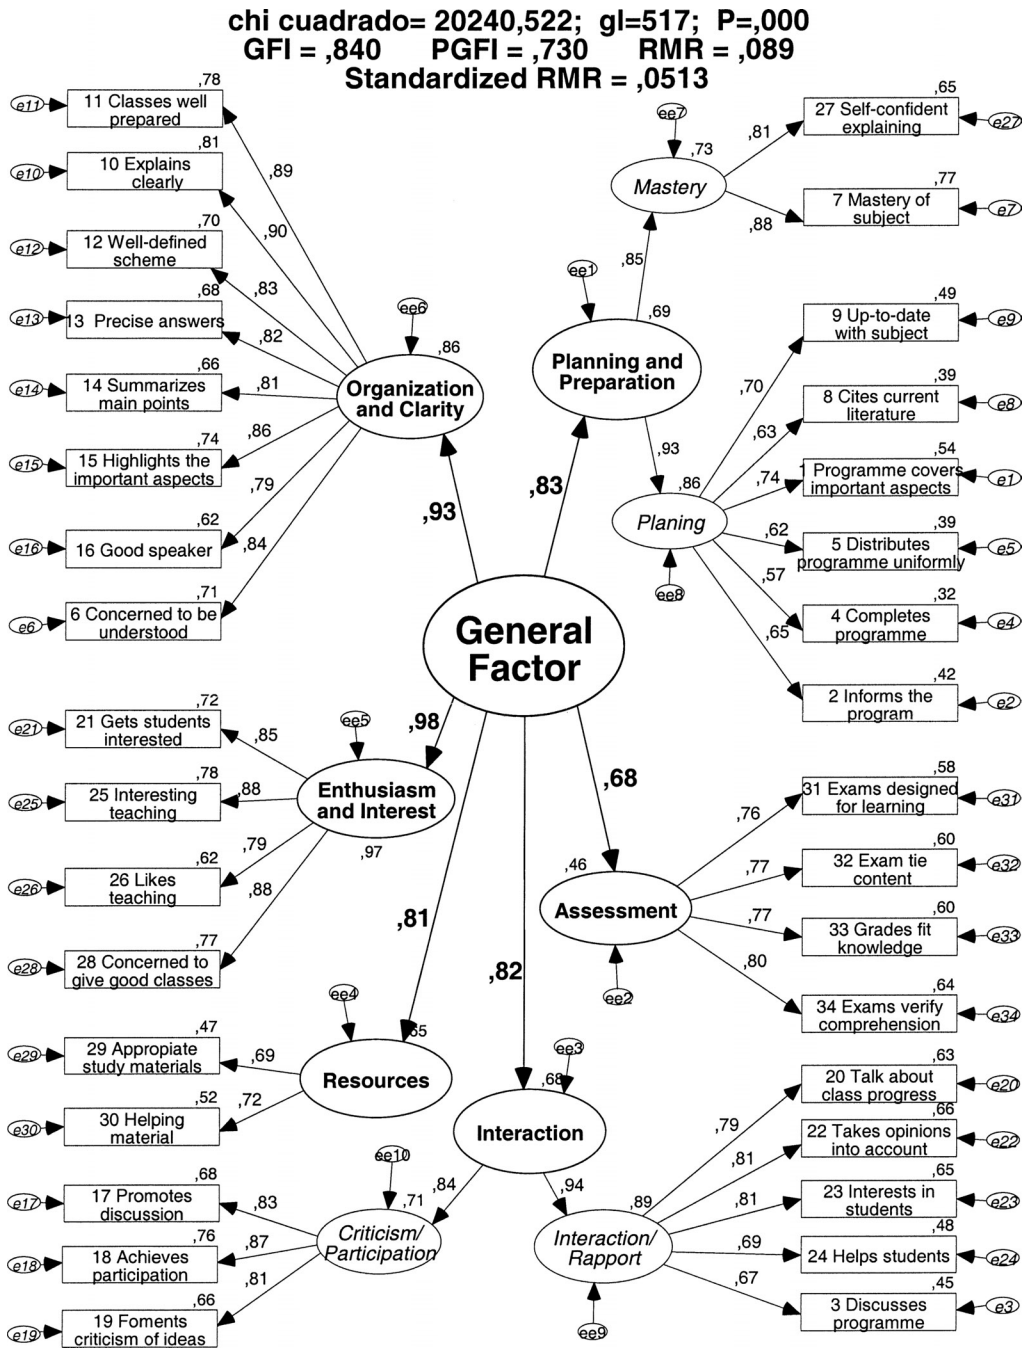 chi cuadrado= 20240,522; gl=517; P=,000
GFI = ,840 PGFI = ,730 RMR = ,089
Standardized RMR = ,0513
e11
,78
11 Classes well
prepared
,89
e10
,81
10 Explains
clearly
,90
e12
,70
12 Well-defined
scheme
,83
e13
,68
13 Precise answers
,82
e14
,66
14 Summarizes
main points
,81
e15
,74
15 Highlights the
important aspects
,86
e16
,62
16 Good speaker
,79
e6
,71
6 Concerned to be
understood
,84
ee6
,86
Organization
and Clarity
,93
ee7
,73
Mastery
,81
,65
27 Self-confident
explaining
e27
,88
,77
7 Mastery of
subject
e7
,85
ee1
,69
Planning and
Preparation
,83
,93
,86
Planing
ee8
,70
,49
9 Up-to-date
with subject
e9
,63
,39
8 Cites current
literature
e8
,74
,54
1 Programme covers
important aspects
e1
,62
,39
5 Distributes
programme uniformly
e5
,57
,32
4 Completes
programme
e4
,65
,42
2 Informs the
program
e2
General
Factor
e21
,72
21 Gets students
interested
,85
e25
,78
25 Interesting
teaching
,88
e26
,62
26 Likes
teaching
,79
e28
,77
28 Concerned to
give good classes
,88
ee5
Enthusiasm
and Interest
,97
,98
,68
,46
Assessment
ee2
,76
,58
31 Exams designed
for learning
e31
,77
,60
32 Exam tie
content
e32
,77
,60
33 Grades fit
knowledge
e33
,80
,64
34 Exams verify
comprehension
e34
,81
ee4
,65
Resources
e29
,47
29 Appropiate
study materials
,69
e30
,52
30 Helping
material
,72
,82
ee3
,68
Interaction
,84
ee10
,71
Criticism/
Participation
e17
,68
17 Promotes
discussion
,83
e18
,76
18 Achieves
participation
,87
e19
,66
19 Foments
criticism of ideas
,81
,94
,89
Interaction/
Rapport
ee9
,79
,63
20 Talk about
class progress
e20
,81
,66
22 Takes opinions
into account
e22
,81
,65
23 Interests in
students
e23
,69
,48
24 Helps students
e24
,67
,45
3 Discusses
programme
e3